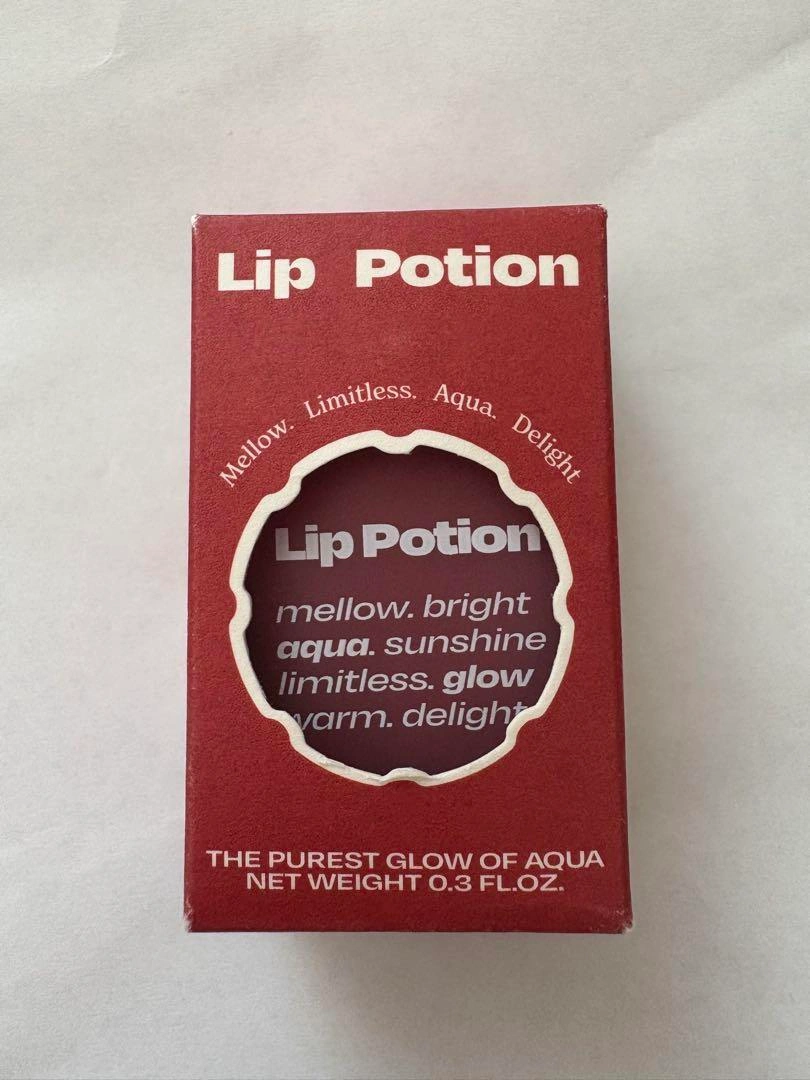 Lip Potion
Mellow. Limitless. Aqua. Delight
Lip Potion
mellow. bright
aqua. sunshine
limitless. glow
warm. delight
THE PUREST GLOW OF AQUA
NET WEIGHT 0.3 FL.OZ.